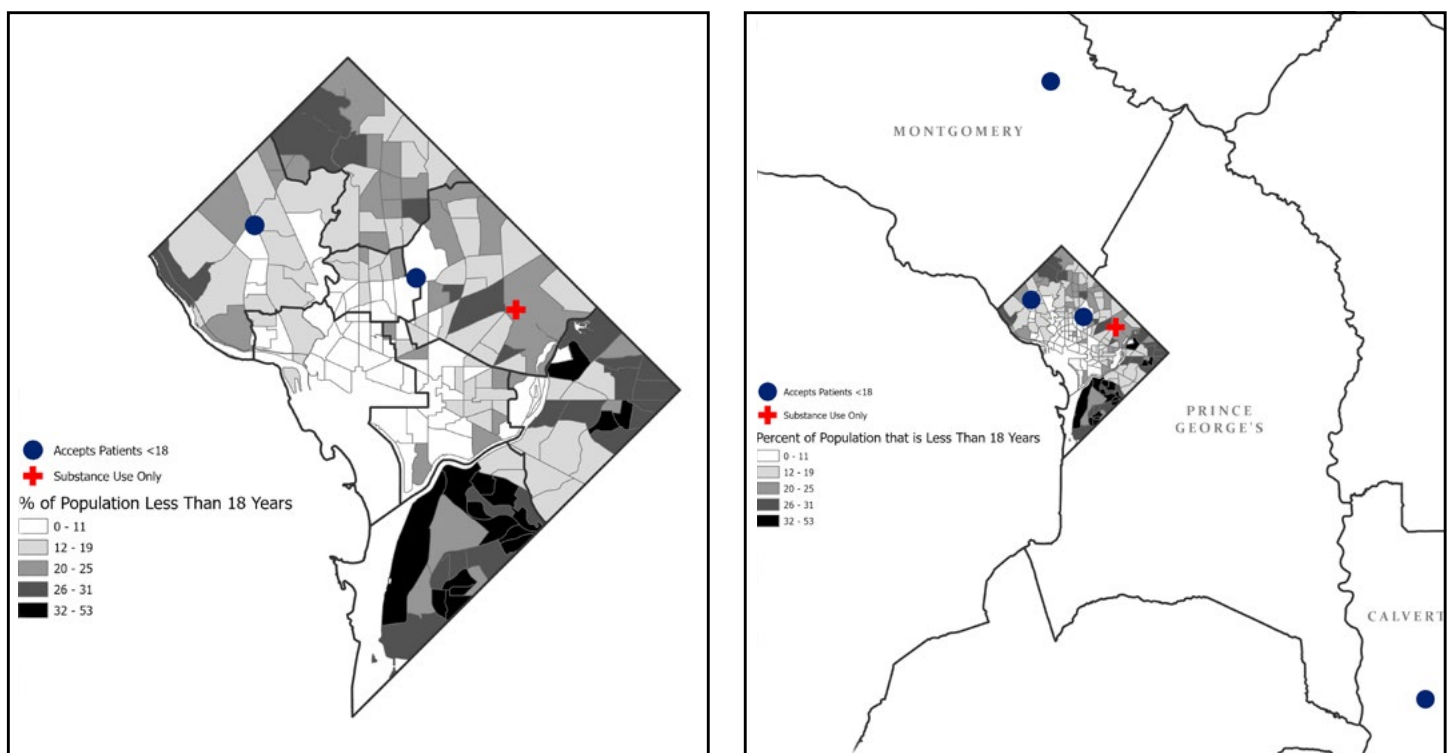 Accepts Patients <18
Substance Use Only
% of Population Less Than 18 Years
0 - 11
12 - 19
20 - 25
26 - 31
32 - 53
MONTGOMERY
PRINCE
GEORGE'S
CALVERT
Accepts Patients <18
Substance Use Only
Percent of Population that is Less Than 18 Years
0 - 11
12 - 19
20 - 25
26 - 31
32 - 53